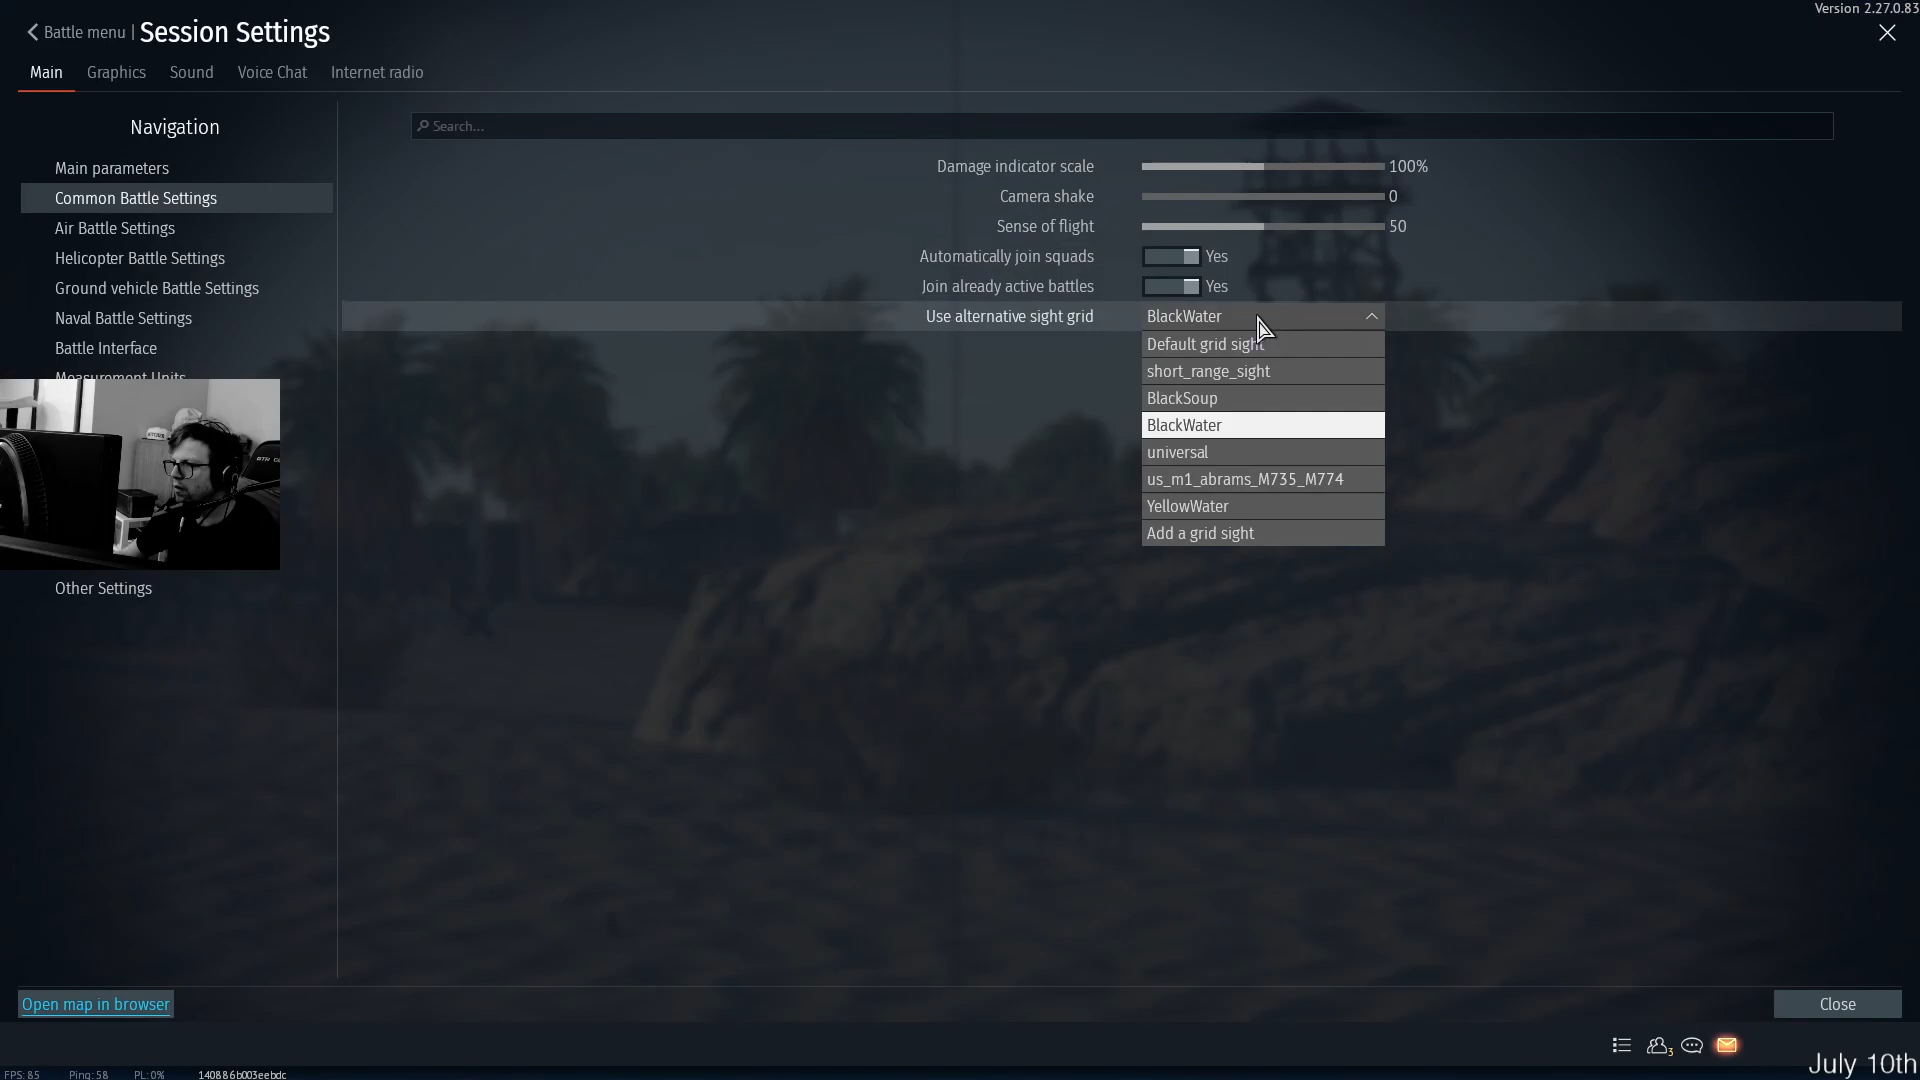 Version 2.27.0.83
Battle menu | Session Settings
Main Graphics Sound Voice Chat Internet radio
Navigation
Search...
Main parameters
Common Battle Settings
Air Battle Settings
Helicopter Battle Settings
Ground vehicle Battle Settings
Naval Battle Settings
Battle Interface
Measurement Units
Other Settings
Damage indicator scale 100%
Camera shake 0
Sense of flight 50
Automatically join squads Yes
Join already active battles Yes
Use alternative sight grid BlackWater
Default grid sight
short_range_sight
BlackSoup
BlackWater
universal
us_m1_abrams_M735_M774
YellowWater
Add a grid sight
Open map in browser
Close
3
July 10th
FPS: 85 Ping: 58 PL: 0% 140886b003eebdc